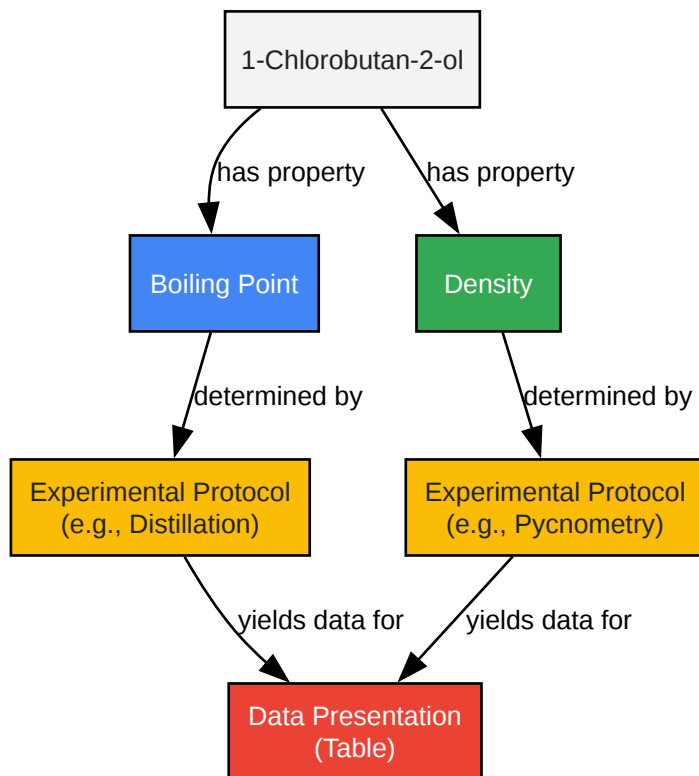 1-Chlorobutan-2-ol
has property
has property
Boiling Point
Density
determined by
determined by
Experimental Protocol
(e.g., Distillation)
Experimental Protocol
(e.g., Pycnometry)
yields data for
yields data for
Data Presentation
(Table)